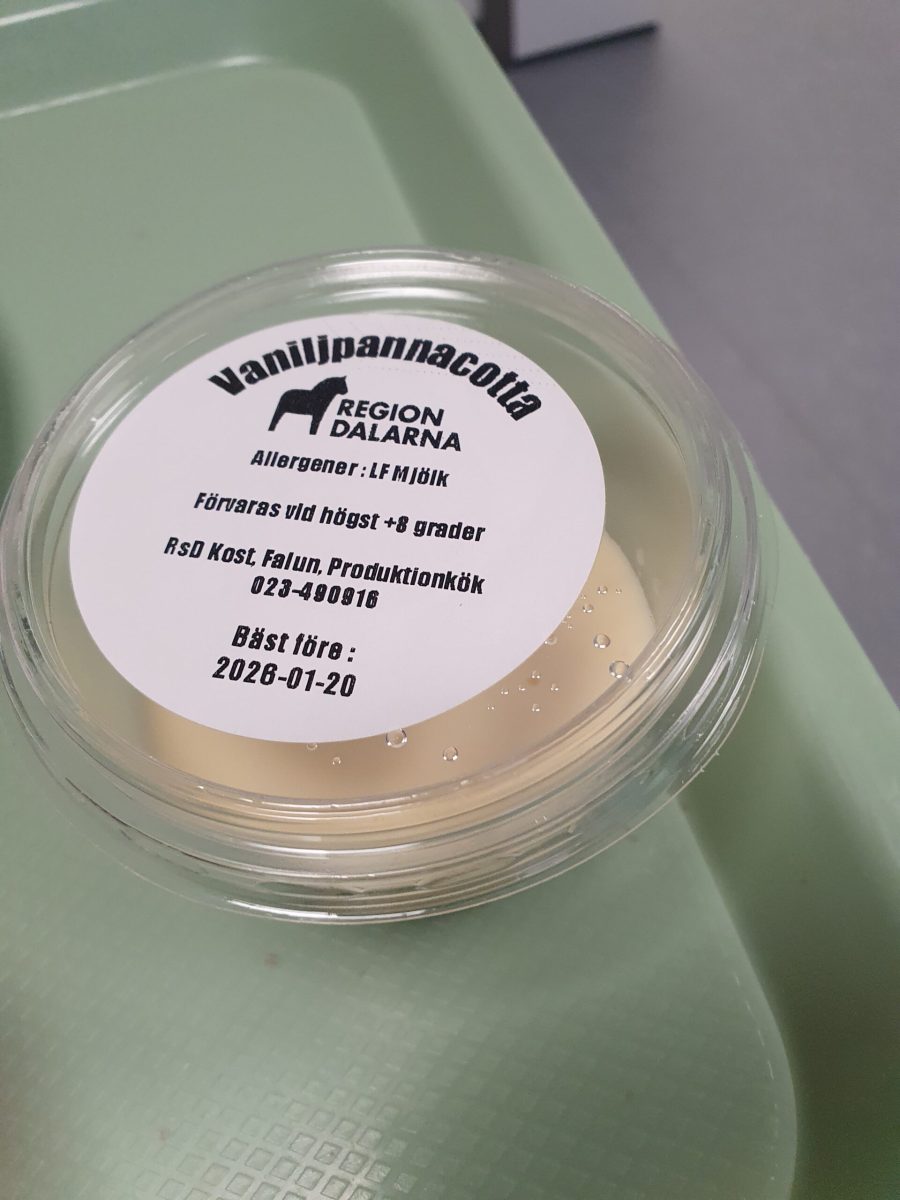 Vaniljpannacotta
REGION
DALARNA
Allergener : LF Mjölk
Förvaras vid högst +8 grader
RsD Kost, Falun, Produktionkök
023-490916
Bäst före :
2026-01-20